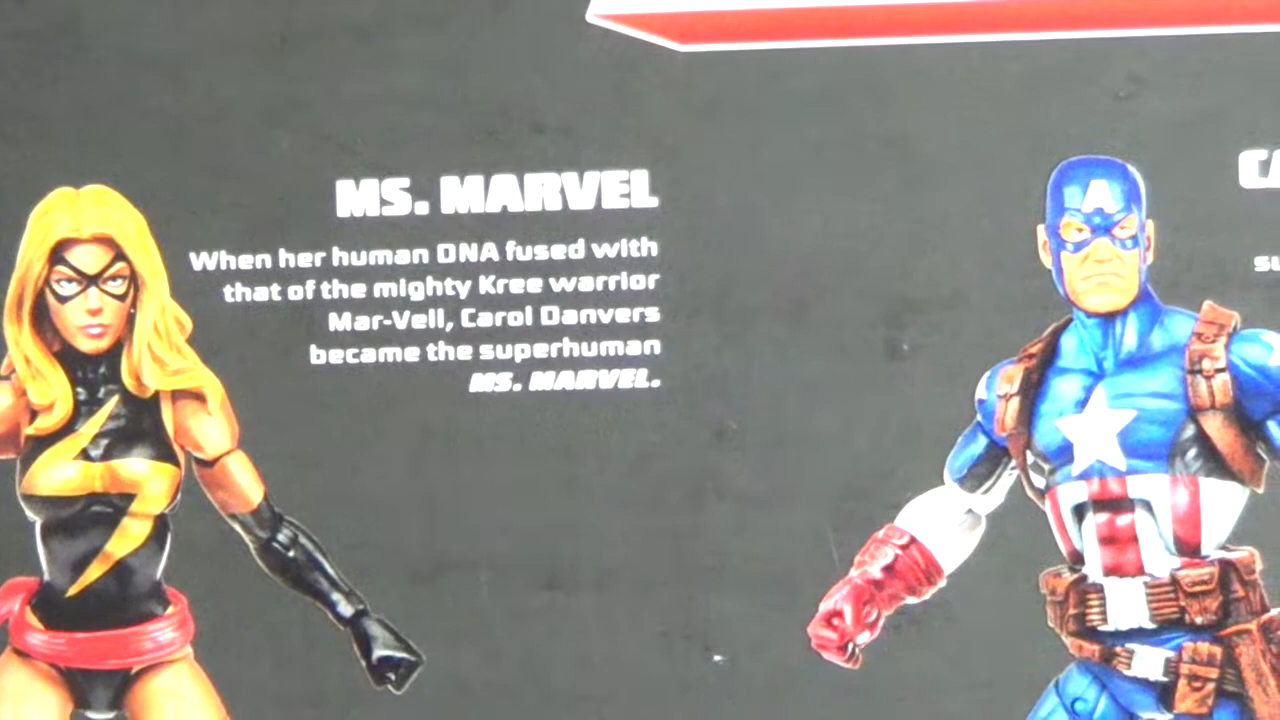 MS. MARVEL
When her human DNA fused with
that of the mighty Kree warrior
Mar-Vell, Carol Danvers
became the superhuman
MS. MARVEL.
A